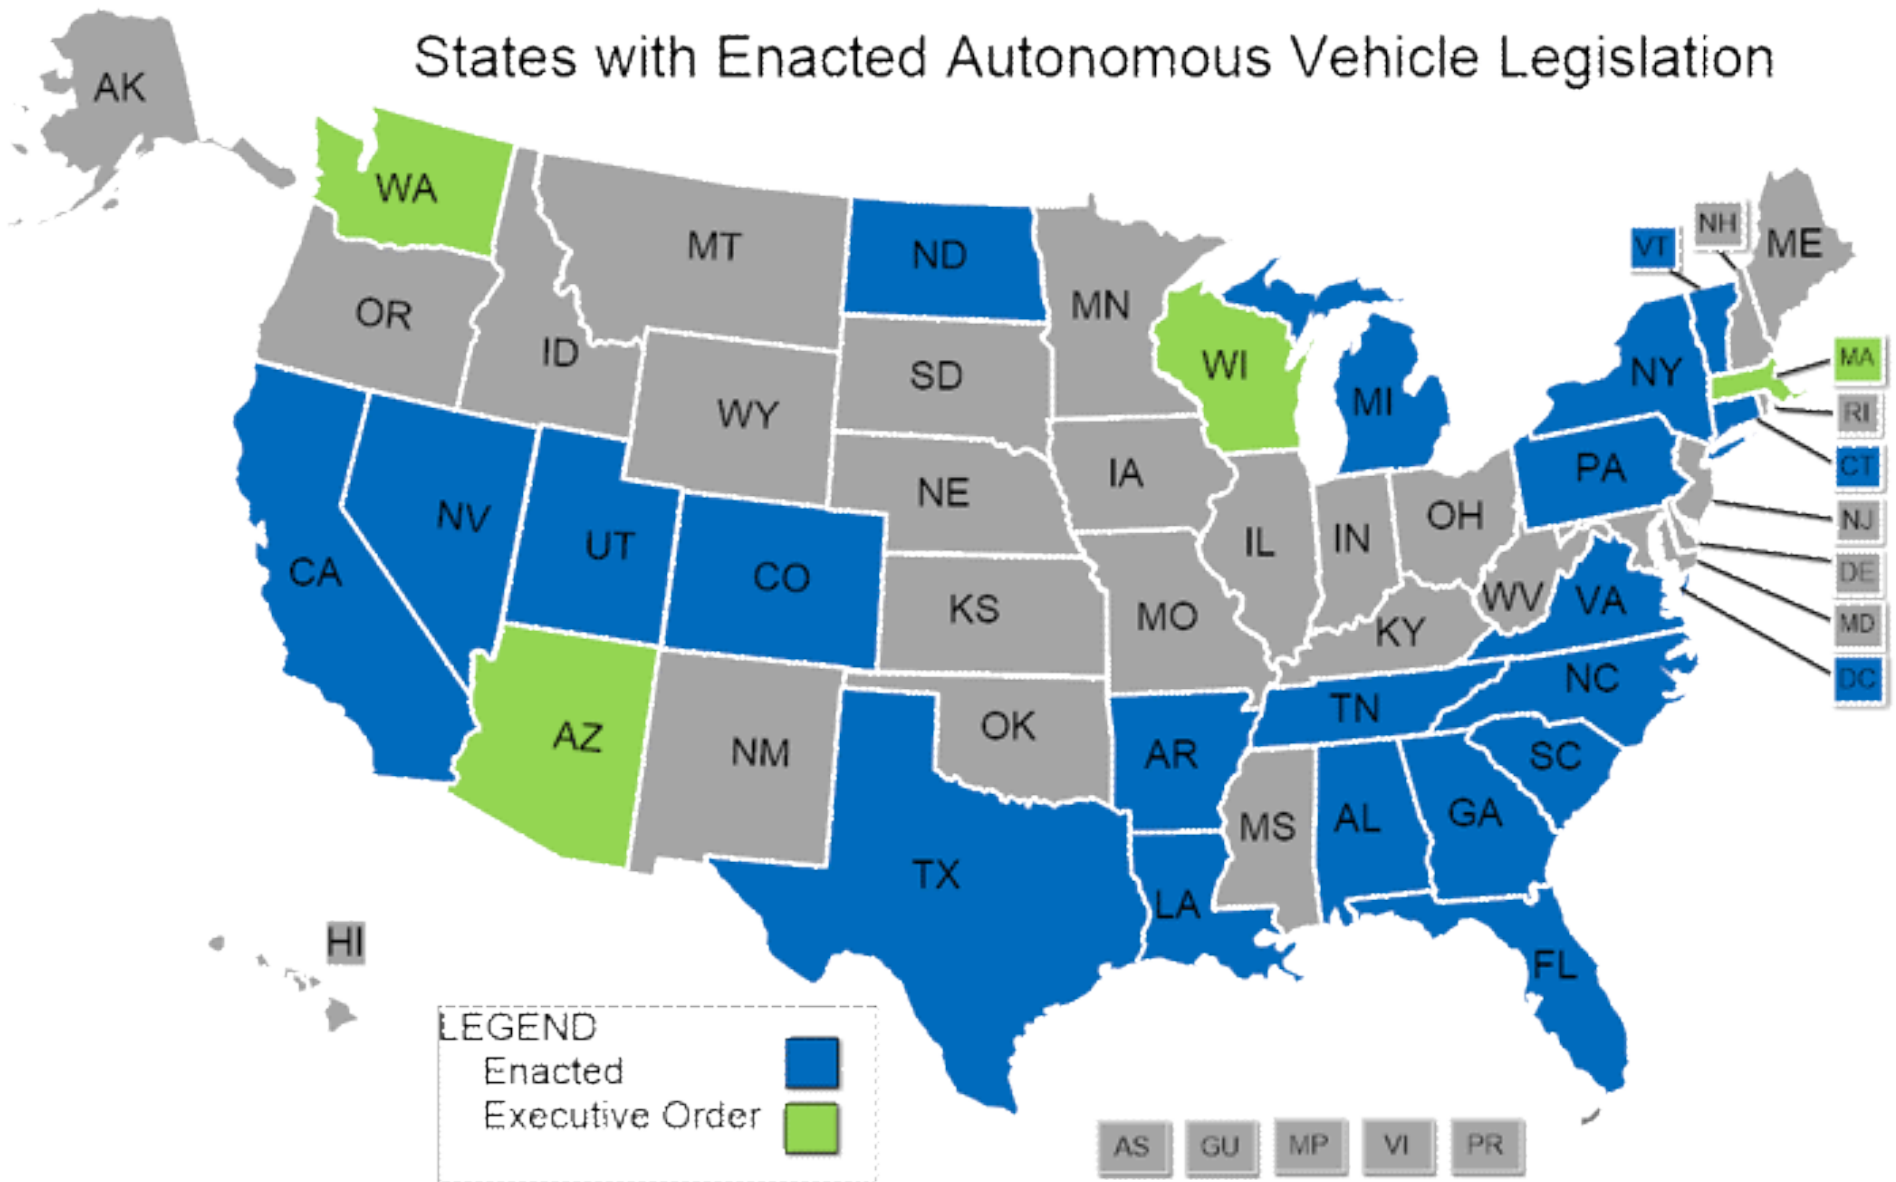 States with Enacted Autonomous Vehicle Legislation
AK
WA
MT
ND
MN
VT
NH
ME
OR
ID
SD
WI
MI
NY
MA
WY
RI
IA
PA
CT
NE
NV
UT
IL
IN
OH
NJ
CA
CO
DE
KS
MO
KY
WV
VA
MD
DC
AZ
NM
OK
TN
NC
AR
SC
MS
AL
GA
TX
LA
FL
HI
LEGEND
Enacted
Executive Order
AS
GU
MP
VI
PR